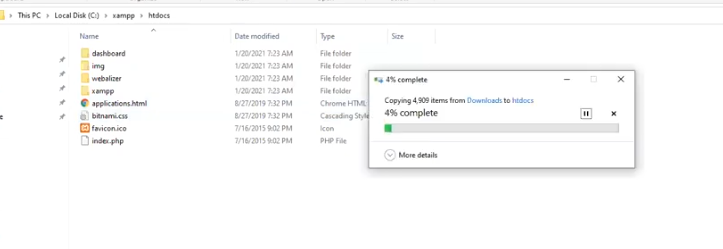 This PC > Local Disk (C:) > xampp > htdocs
Name Date modified Type Size
dashboard 1/20/2021 7:23 AM File folder
img 1/20/2021 7:23 AM File folder
webalizer 1/20/2021 7:23 AM File folder
xampp 1/20/2021 7:23 AM File folder
applications.html 8/27/2019 7:32 PM Chrome HTML
bitnami.css 8/27/2019 7:32 PM Cascading Style
favicon.ico 7/16/2015 9:02 PM Icon
index.php 7/16/2015 9:02 PM PHP File
4% complete
Copying 4,909 items from Downloads to htdocs
4% complete
More details